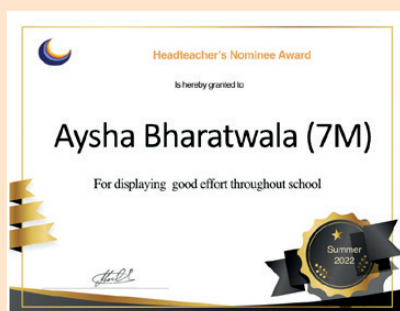 Headteacher's Nominee Award
Is hereby granted to
Aysha Bharatwala (7M)
For displaying good effort throughout school
Summer
2022